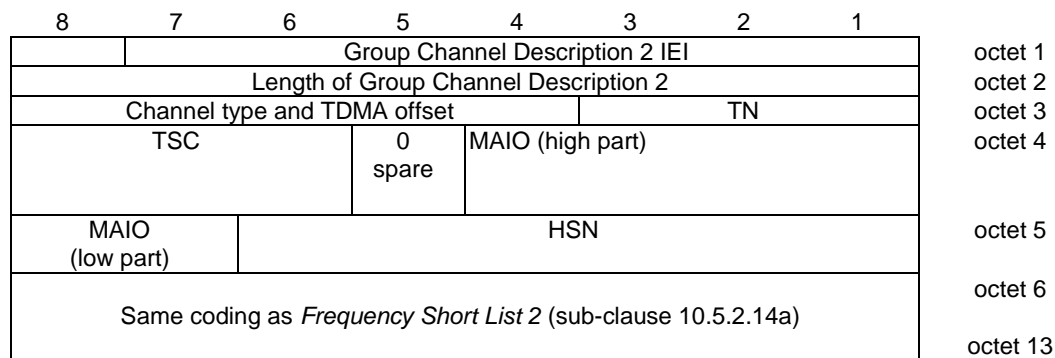 8 7 6 5 4 3 2 1
Group Channel Description 2 IEI octet 1
Length of Group Channel Description 2 octet 2
Channel type and TDMA offset TN octet 3
TSC 0 MAIO (high part) octet 4
spare
MAIO HSN octet 5
(low part)
octet 6
Same coding as Frequency Short List 2 (sub-clause 10.5.2.14a)
octet 13